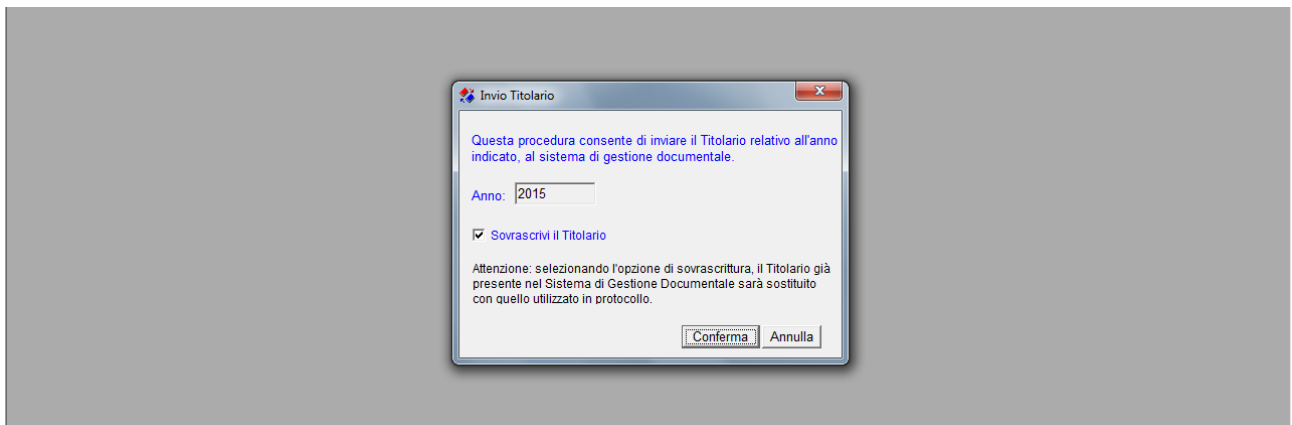 Invio Titolario
Questa procedura consente di inviare il Titolario relativo all'anno
indicato, al sistema di gestione documentale.
Anno: 2015
Sovrascrivi il Titolario
Attenzione: selezionando l'opzione di sovrascrittura, il Titolario già
presente nel Sistema di Gestione Documentale sarà sostituito
con quello utilizzato in protocollo.
Conferma Annulla